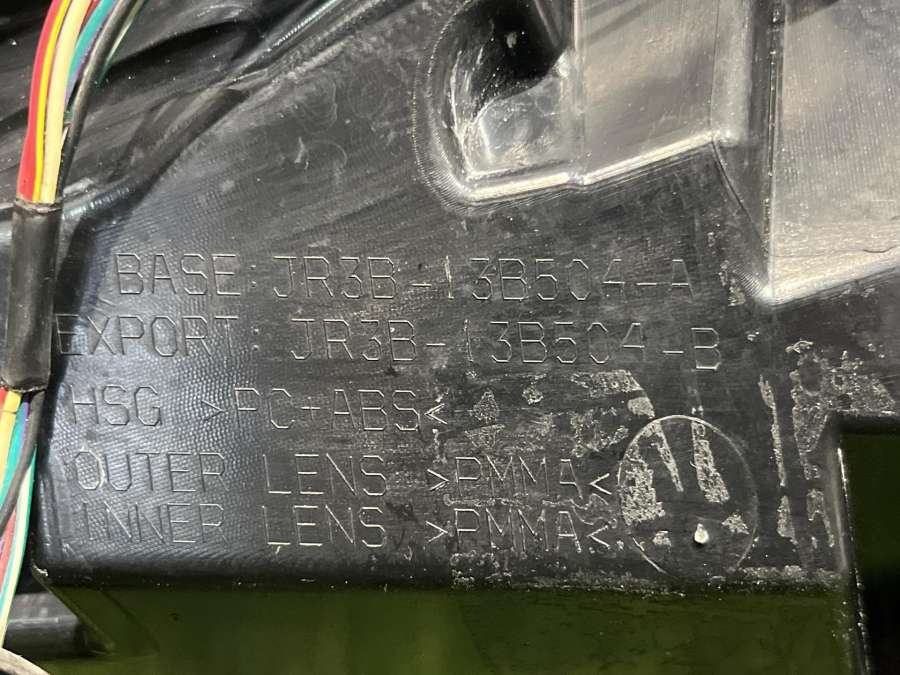 BASE: JR3B-13B504-A
EXPORT: JR3B-13B504-B
HSG >PC+ABS<
OUTER LENS >PMMA<
INNER LENS >PMMA<